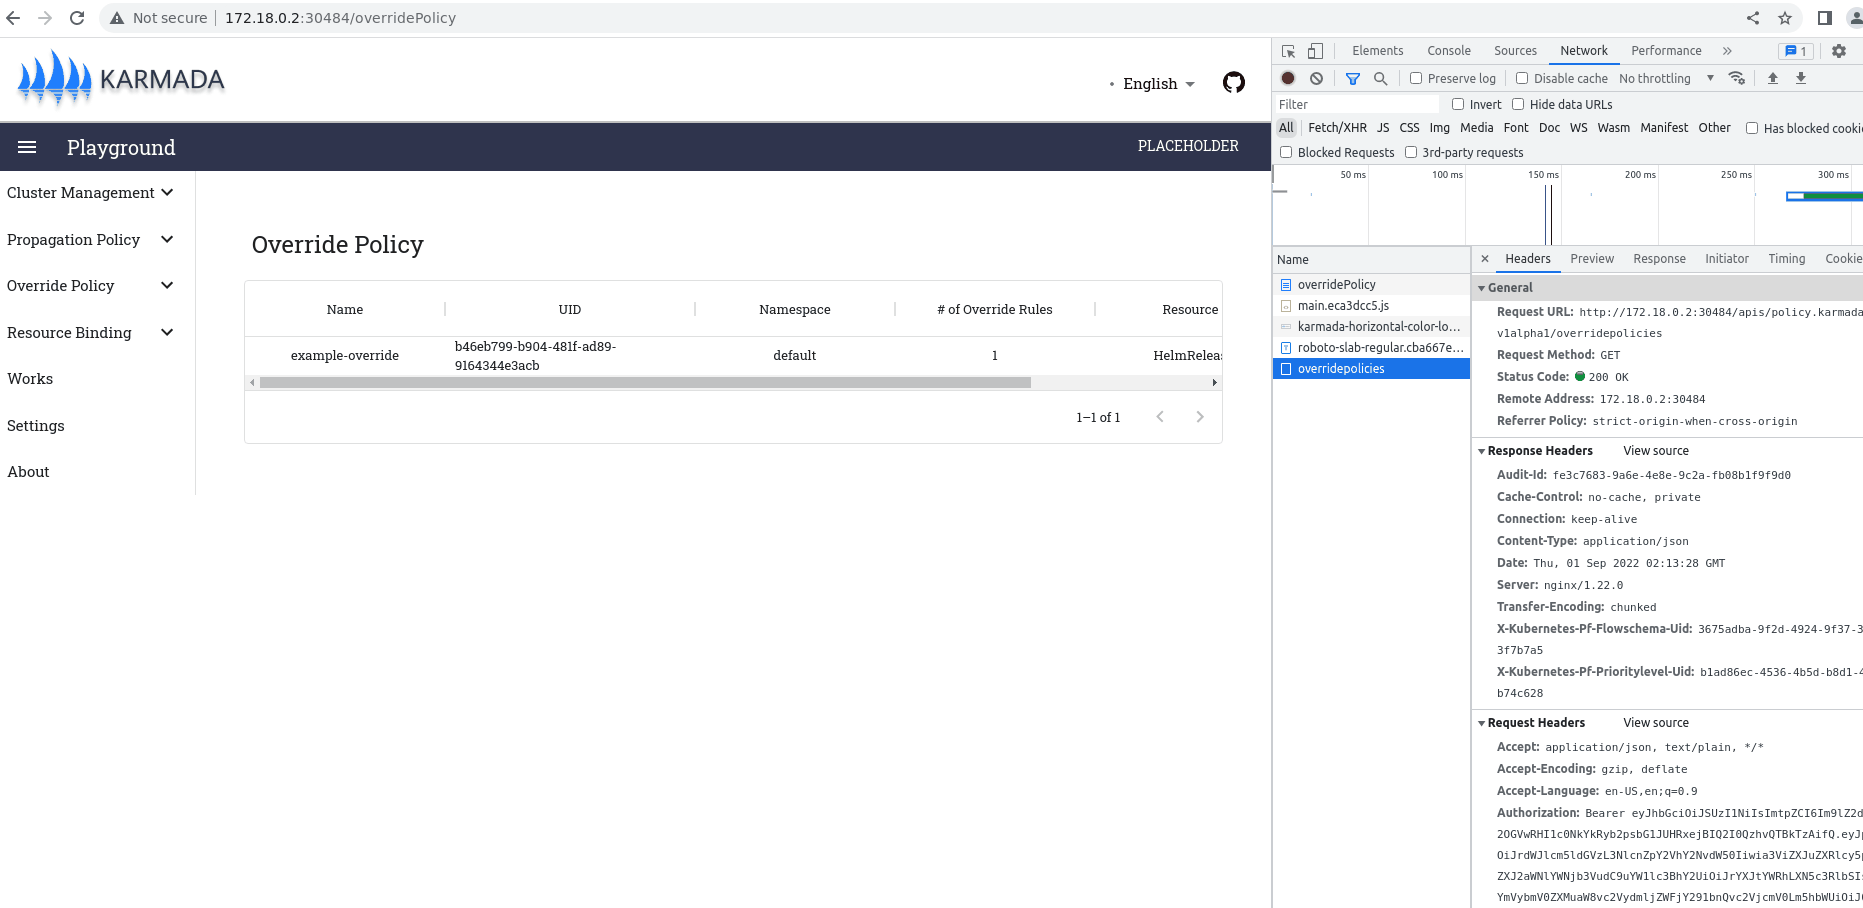 Not secure 172.18.0.2:30484/overridePolicy
KARMADA
English
Playground
PLACEHOLDER
Cluster Management
Propagation Policy
Override Policy
Resource Binding
Works
Settings
About
Override Policy
Name UID Namespace # of Override Rules Resource
example-override b46eb799-b904-481f-ad89-9164344e3acb default 1 HelmReleas
1–1 of 1
Elements Console Sources Network Performance 1
Preserve log Disable cache No throttling
Filter Invert Hide data URLs
All Fetch/XHR JS CSS Img Media Font Doc WS Wasm Manifest Other Has blocked cookie
Blocked Requests 3rd-party requests
50 ms 100 ms 150 ms 200 ms 250 ms 300 ms
Name
overridePolicy
main.eca3dcc5.js
karmada-horizontal-color-lo...
roboto-slab-regular.cba667e...
overridepolicies
Headers Preview Response Initiator Timing Cookie
General
Request URL: http://172.18.0.2:30484/apis/policy.karmada
v1alpha1/overridepolicies
Request Method: GET
Status Code: 200 OK
Remote Address: 172.18.0.2:30484
Referrer Policy: strict-origin-when-cross-origin
Response Headers View source
Audit-Id: fe3c7683-9a6e-4e8e-9c2a-fb08b1f9f9d0
Cache-Control: no-cache, private
Connection: keep-alive
Content-Type: application/json
Date: Thu, 01 Sep 2022 02:13:28 GMT
Server: nginx/1.22.0
Transfer-Encoding: chunked
X-Kubernetes-Pf-Flowschema-Uid: 3675adba-9f2d-4924-9f37-3
3f7b7a5
X-Kubernetes-Pf-Prioritylevel-Uid: b1ad86ec-4536-4b5d-b8d1-4
b74c628
Request Headers View source
Accept: application/json, text/plain, */*
Accept-Encoding: gzip, deflate
Accept-Language: en-US,en;q=0.9
Authorization: Bearer eyJhbGciOiJSUzI1NiIsImtpZCI6Im9lZ2d
2OGVwRHI1c0NkYkRyb2psbG1JUHRxejBIQ2I0QzhvQTBkTzAifQ.eyJp
OiJrdWJlcm5ldGVzL3NlcnZpY2VhY2NvdW50Iiwia3ViZXJuZXRlcy5p
ZXJ2aWNlYWNjb3VudC9uYW1lc3BhY2UiOiJrYXJtYWRhLXN5c3RlbSIs
YmVybmV0ZXMuaW8vc2VydmljZWFjY291bnQvc2VjcmV0Lm5hbWUiOiJ